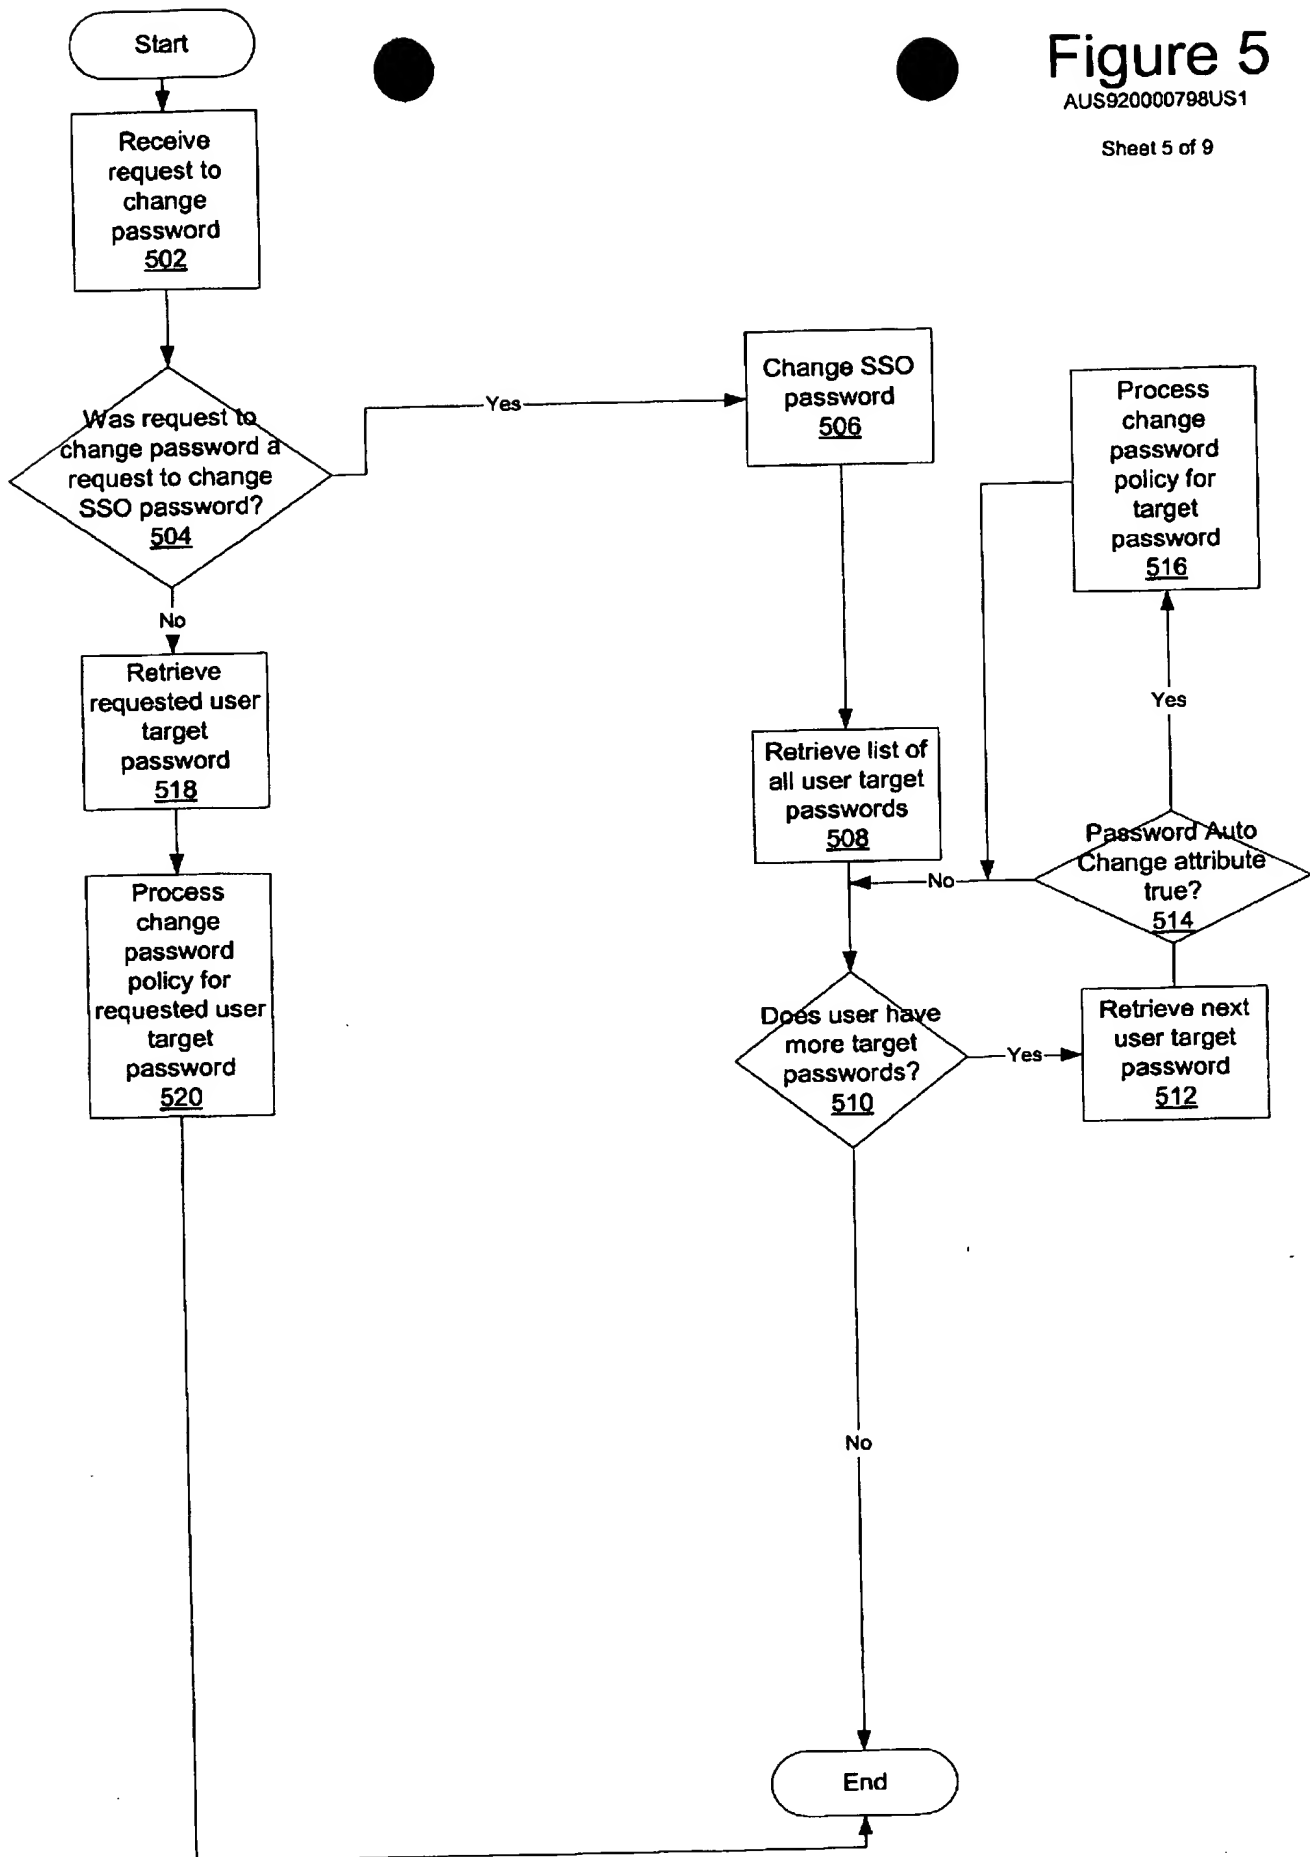 Start
Figure 5
AUS920000798US1
Sheet 5 of 9
Receive
request to
change
password
502
Was request to
change password a
request to change
SSO password?
504
Yes
No
Change SSO
password
506
Process
change
password
policy for
target
password
516
Yes
Retrieve
requested user
target
password
518
Retrieve list of
all user target
passwords
508
Password Auto
Change attribute
true?
514
No
Process
change
password
policy for
requested user
target
password
520
Does user have
more target
passwords?
510
Yes
Retrieve next
user target
password
512
No
End